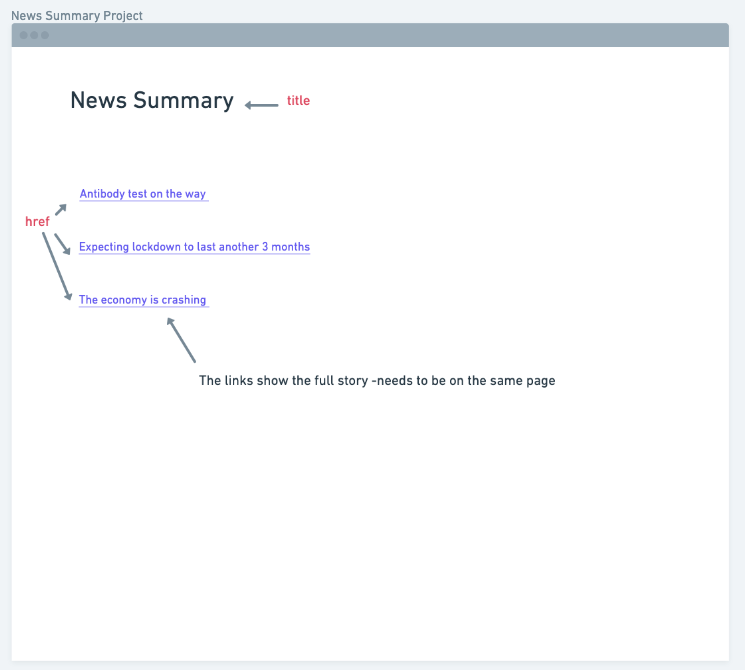 News Summary Project
News Summary
title
Antibody test on the way
href
Expecting lockdown to last another 3 months
The economy is crashing
The links show the full story -needs to be on the same page